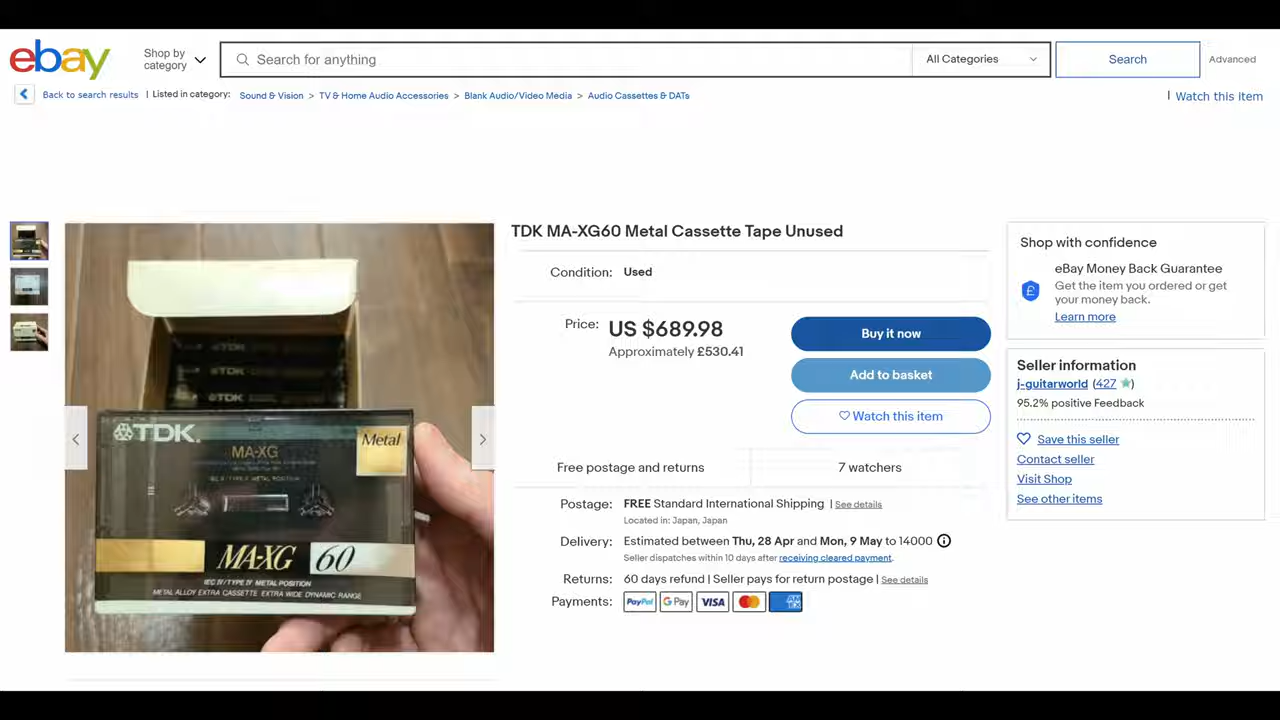 ebay
Shop by
category
Search for anything
All Categories
Search
Advanced
Back to search results | Listed in category: Sound & Vision > TV & Home Audio Accessories > Blank Audio/Video Media > Audio Cassettes & DATs
| Watch this item
TDK MA-XG60 Metal Cassette Tape Unused
Condition: Used
Price: US $689.98
Approximately £530.41
Buy it now
Add to basket
Watch this item
Free postage and returns
7 watchers
Postage: FREE Standard International Shipping | See details
Located in: Japan, Japan
Delivery: Estimated between Thu, 28 Apr and Mon, 9 May to 14000
Seller dispatches within 10 days after receiving cleared payment.
Returns: 60 days refund | Seller pays for return postage | See details
Payments: PayPal G Pay VISA
Shop with confidence
eBay Money Back Guarantee
£
Get the item you ordered or get
your money back.
Learn more
Seller information
j-guitarworld (427)
95.2% positive Feedback
Save this seller
Contact seller
Visit Shop
See other items
TDK
TDK
TDK
TDK.
Metal
MA-XG
MA-XG 60
IEC IV/TYPE IV METAL POSITION
METAL ALLOY EXTRA CASSETTE EXTRA WIDE DYNAMIC RANGE